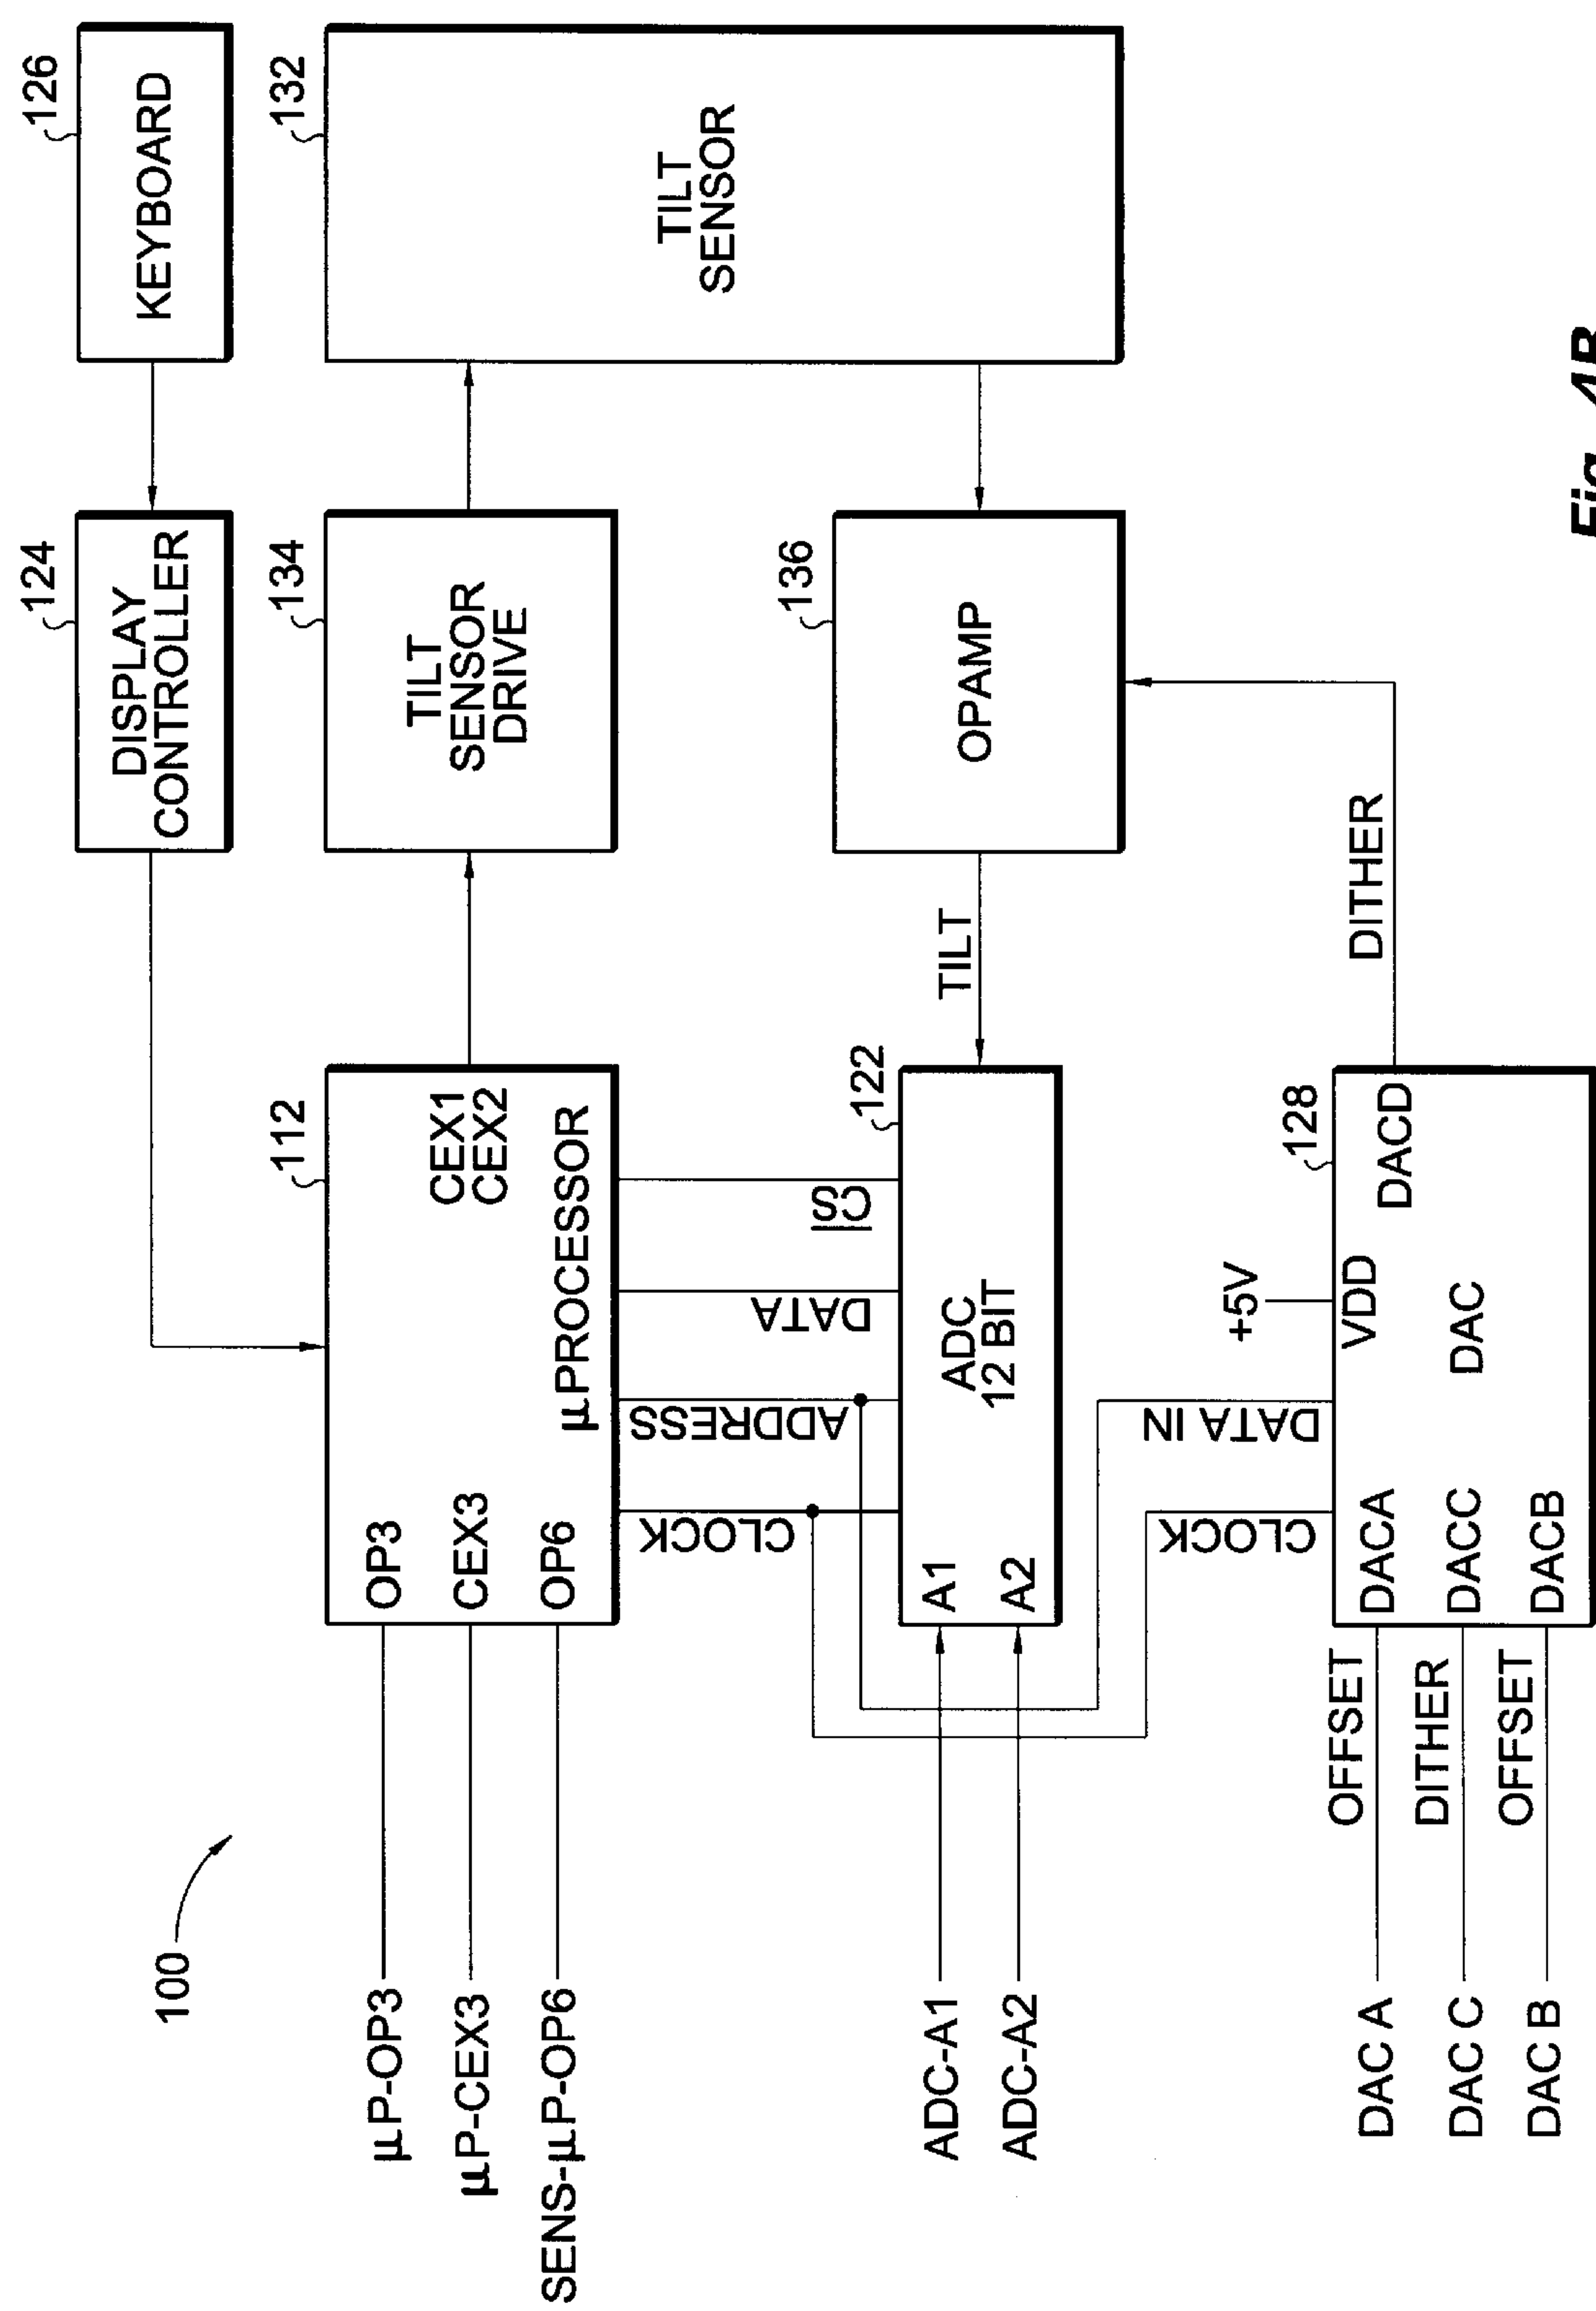 100
µP-OP3
µP-CEX3
SENS-µP-OP6
112
OP3
CEX3
OP6
CEX1
CEX2
µPROCESSOR
124
DISPLAY
CONTROLLER
126
KEYBOARD
134
TILT
SENSOR
DRIVE
132
TILT
SENSOR
CLOCK
ADDRESS
DATA
CS
ADC-A1
ADC-A2
122
A1
A2
ADC
12 BIT
TILT
136
OPAMP
CLOCK
DATA IN
+5V
128
DAC A
DAC C
DAC B
OFFSET
DITHER
OFFSET
DACA
DACC
DACB
VDD
DAC
DACD
DITHER
Fig. 4B